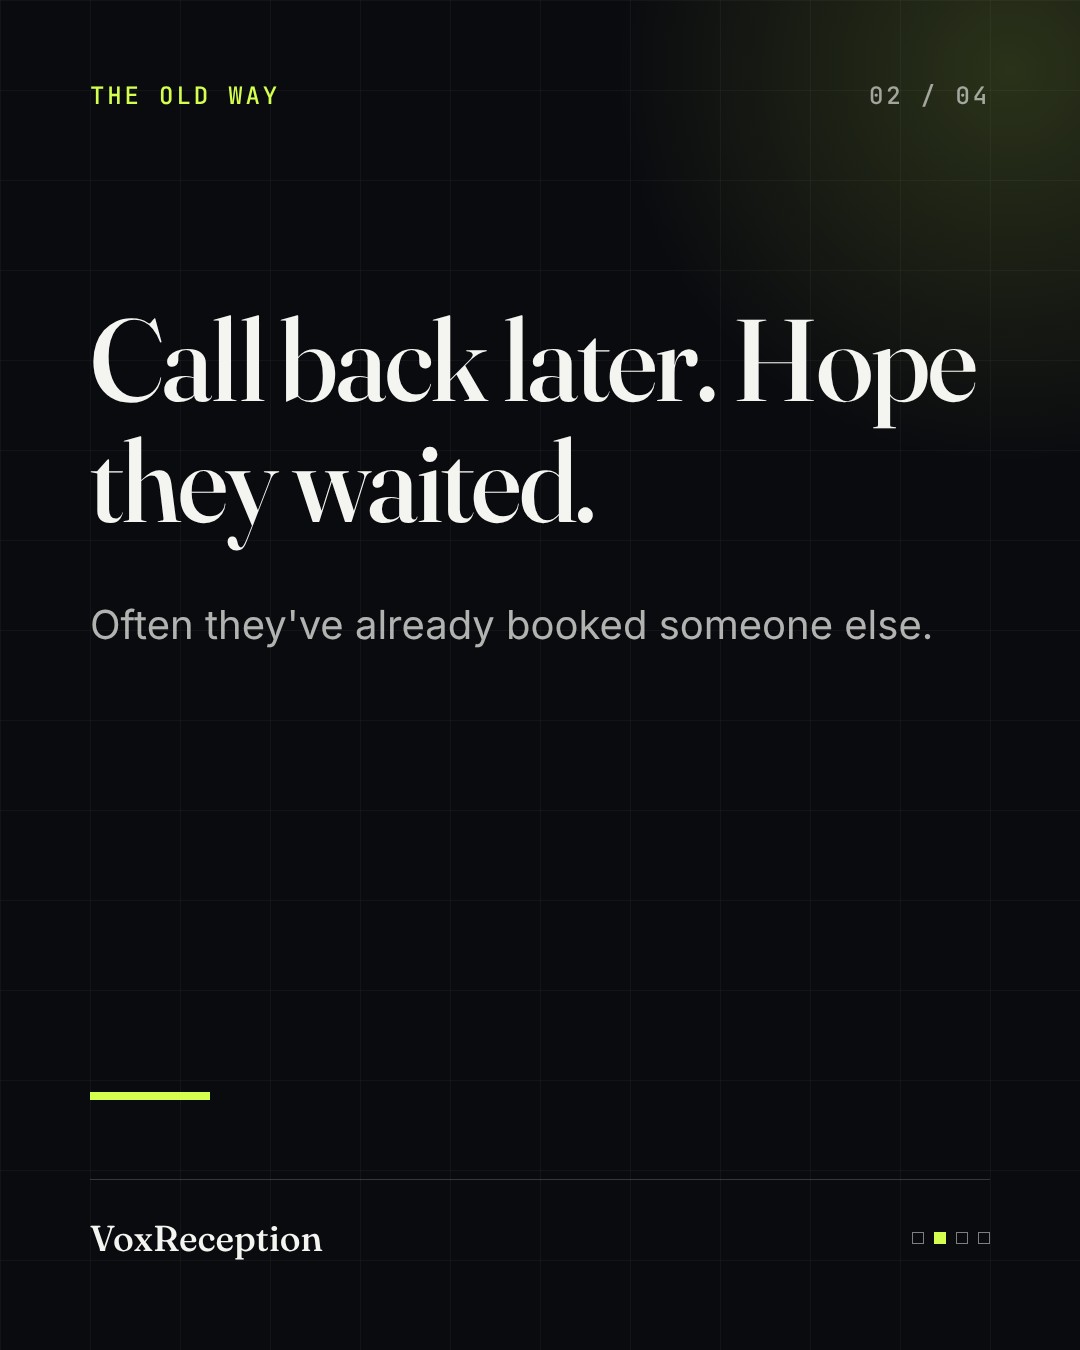 THE OLD WAY
02 / 04
Call back later. Hope
they waited.
Often they've already booked someone else.
VoxReception